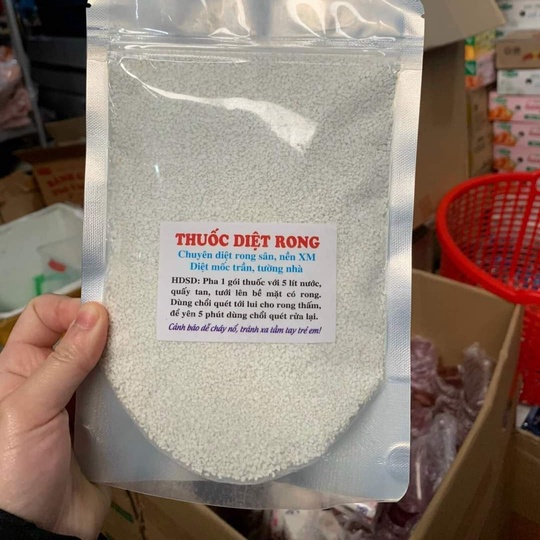 THUỐC DIỆT RONG
Chuyên diệt rong sân, nền XM
Diệt mốc trần, tường nhà
HDSD: Pha 1 gói thuốc với 5 lít nước,
quấy tan, tưới lên bề mặt có rong.
Dùng chổi quét tới lui cho rong thấm,
để yên 5 phút dùng chổi quét rửa lại.
Cảnh báo dễ cháy nổ, tránh xa tầm tay trẻ em!